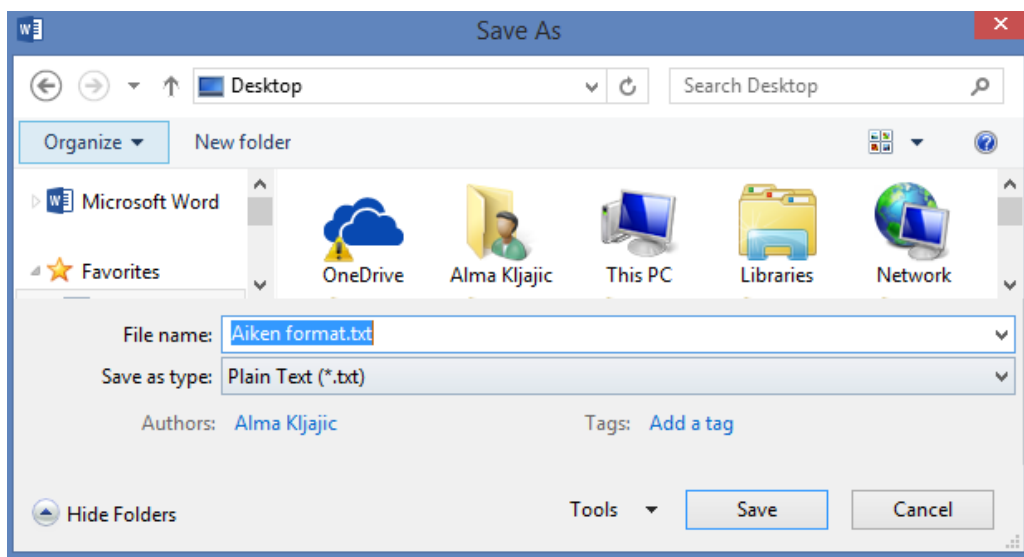 Save As
Desktop
Search Desktop
Organize
New folder
Microsoft Word
Favorites
OneDrive
Alma Kljajic
This PC
Libraries
Network
File name: Aiken format.txt
Save as type: Plain Text (*.txt)
Authors: Alma Kljajic
Tags: Add a tag
Hide Folders
Tools
Save
Cancel